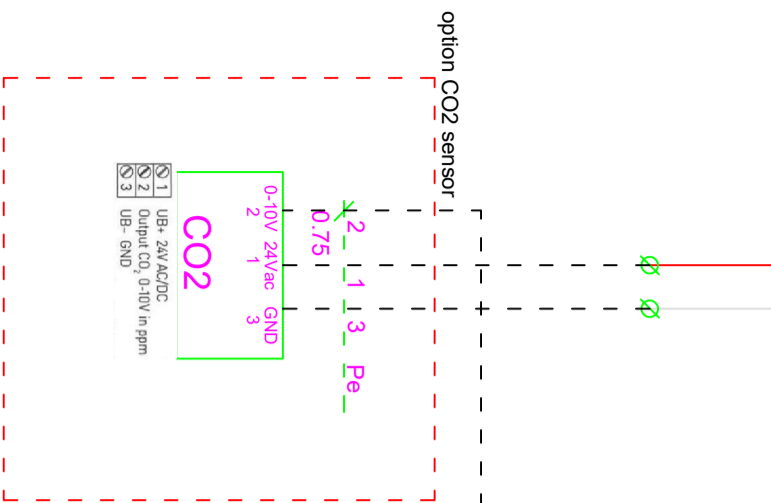 option CO2 sensor
0-10V 24Vac GND
2 1 3
CO2
2 1 3 Pe
0.75
1 UB+ 24V AC/DC
2 Output CO₂ 0-10V in ppm
3 UB- GND